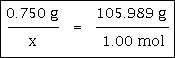 0.750 g = 105.989 g
x 1.00 mol